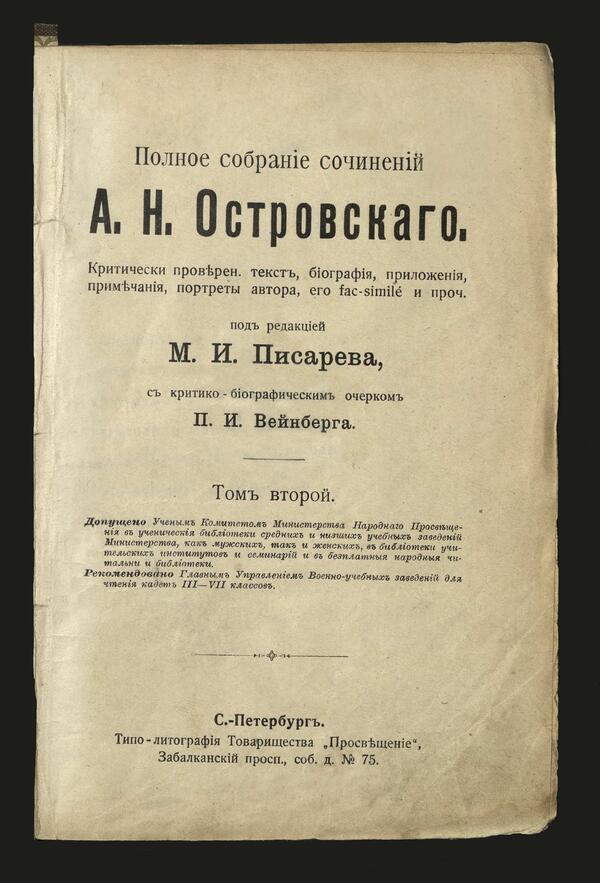 Полное собраніе сочиненій
А. Н. Островскаго.
Критически провѣрен. текстъ, біографія, приложенія,
примѣчанія, портреты автора, его fac-similé и проч.
подъ редакціей
М. И. Писарева,
съ критико-біографическимъ очеркомъ
П. И. Вейнберга.
Томъ второй.
Допущено Ученымъ Комитетомъ Министерства Народнаго Просвѣще-
нія въ ученическія библіотеки среднихъ и низшихъ учебныхъ заведеній
Министерства, какъ мужскихъ, такъ и женскихъ, въ библіотеки учи-
тельскихъ институтовъ и семинарій и въ безплатныя народныя чи-
тальни и библіотеки.
Рекомендовано Главнымъ Управленіемъ Военно-учебныхъ заведеній для
чтенія кадетъ III—VII классовъ.
С.-Петербургъ.
Типо-литографія Товарищества „Просвѣщеніе“,
Забалканскій просп., соб. д. № 75.